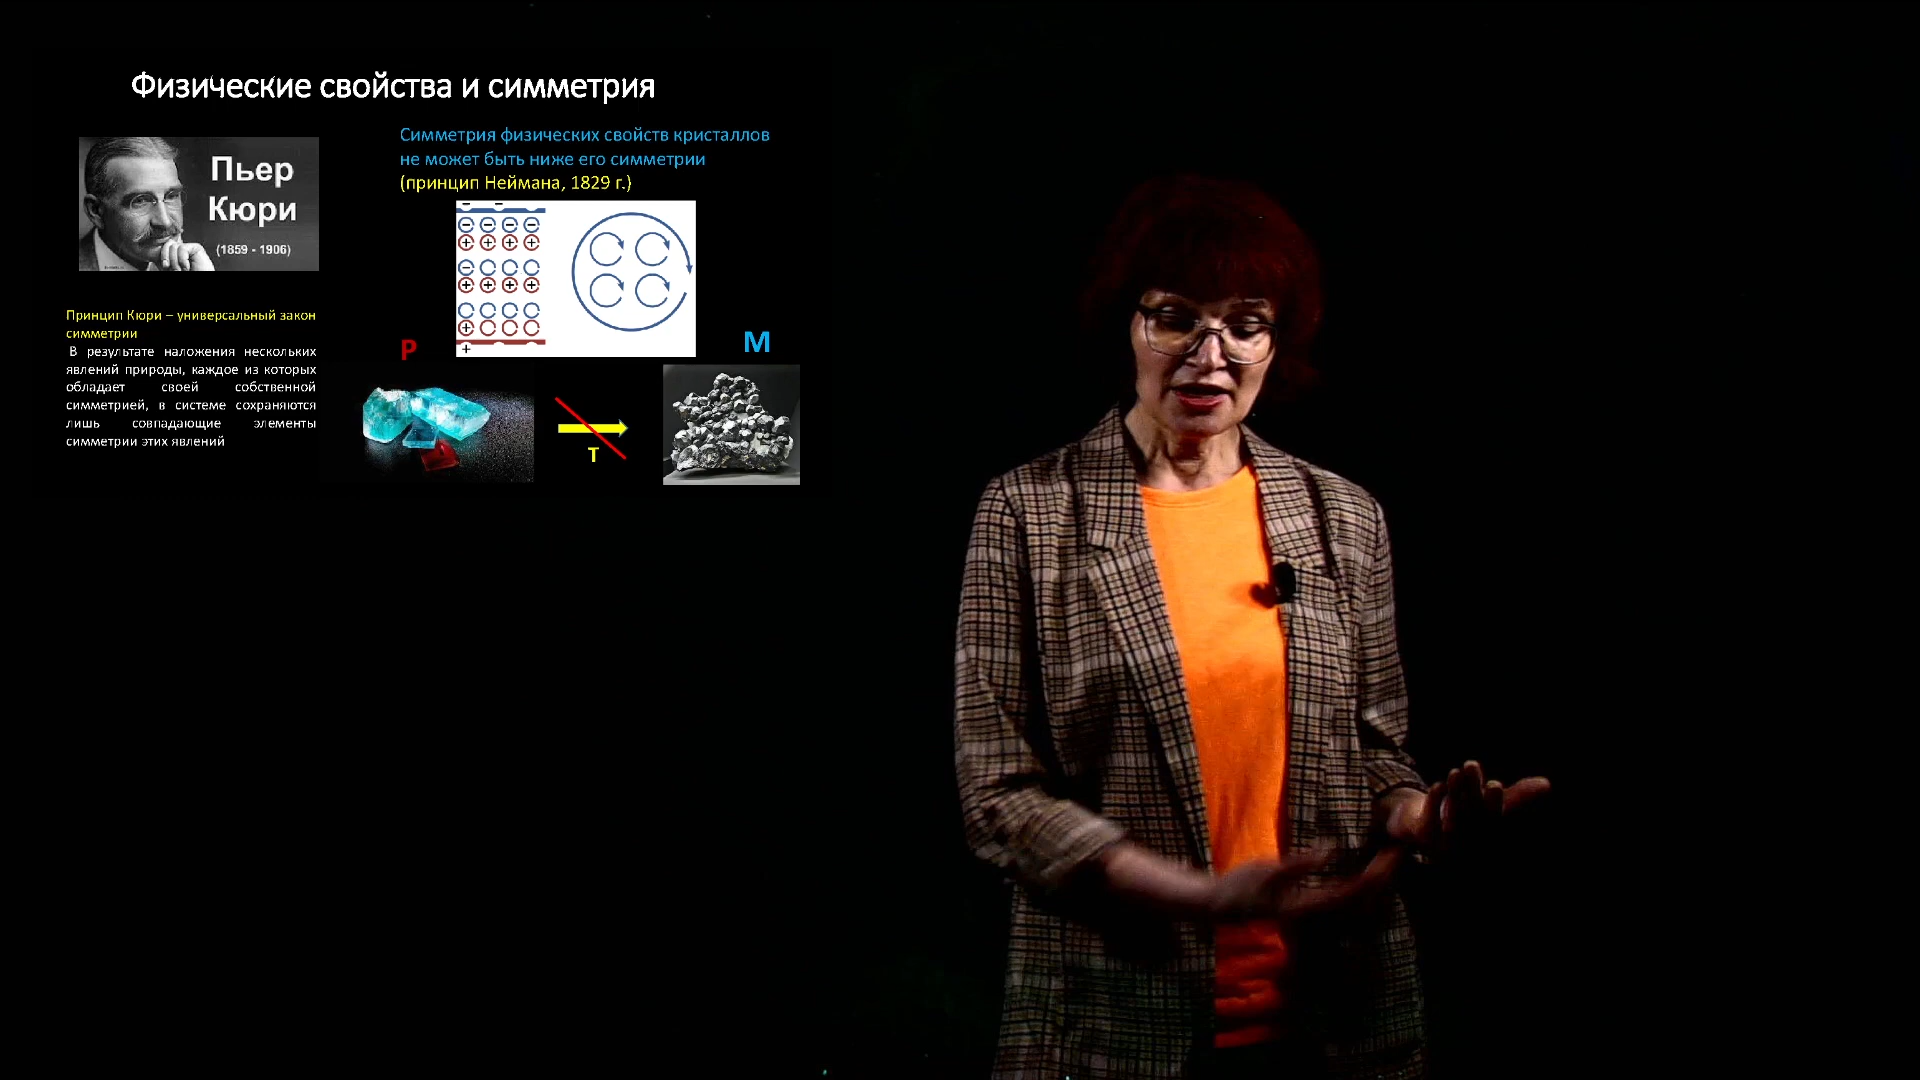 Физические свойства и симметрия
Пьер
Кюри
(1859 - 1906)
Симметрия физических свойств кристаллов
не может быть ниже его симметрии
(принцип Неймана, 1829 г.)
Принцип Кюри – универсальный закон
симметрии
В результате наложения нескольких
явлений природы, каждое из которых
обладает своей собственной
симметрией, в системе сохраняются
лишь совпадающие элементы
симметрии этих явлений
P
M
T